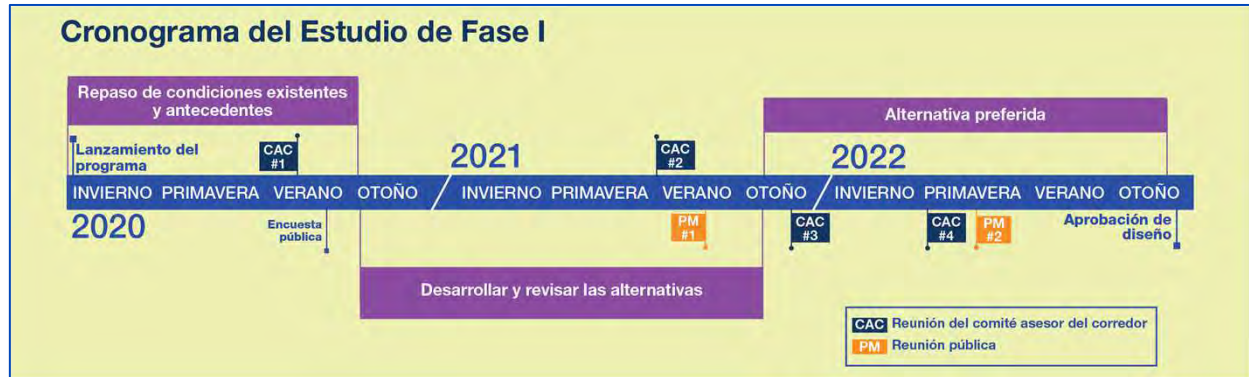 Cronograma del Estudio de Fase I
Repaso de condiciones existentes
y antecedentes
Alternativa preferida
Lanzamiento del
programa
CAC
#1
2021
CAC
#2
2022
INVIERNO PRIMAVERA VERANO OTOÑO INVIERNO PRIMAVERA VERANO OTOÑO INVIERNO PRIMAVERA VERANO OTOÑO
2020
Encuesta
pública
PM
#1
CAC
#3
CAC
#4
PM
#2
Aprobación de
diseño
Desarrollar y revisar las alternativas
CAC Reunión del comité asesor del corredor
PM Reunión pública